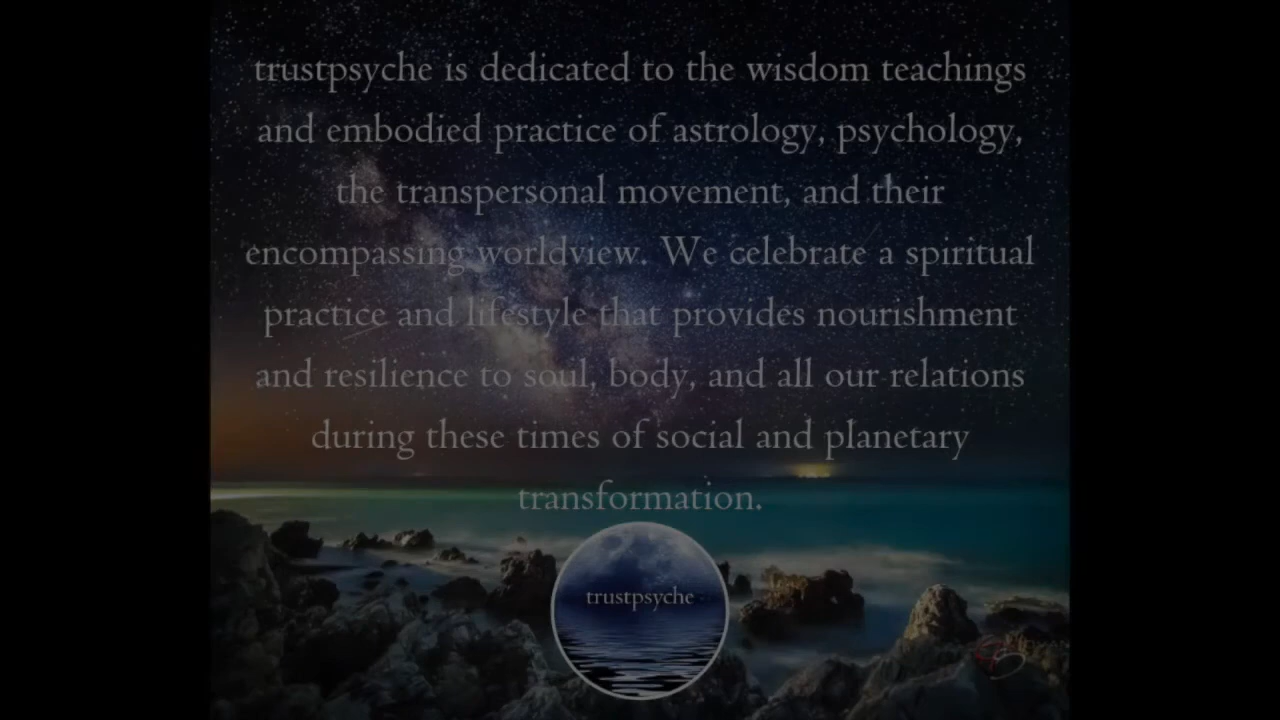 trustpsyche is dedicated to the wisdom teachings
and embodied practice of astrology, psychology,
the transpersonal movement, and their
encompassing worldview. We celebrate a spiritual
practice and lifestyle that provides nourishment
and resilience to soul, body, and all our relations
during these times of social and planetary
transformation.
trustpsyche